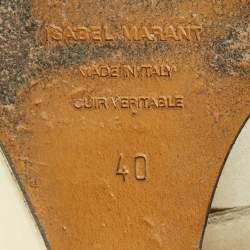 ISABEL MARANT
MADE IN ITALY
CUIR VERITABLE
40